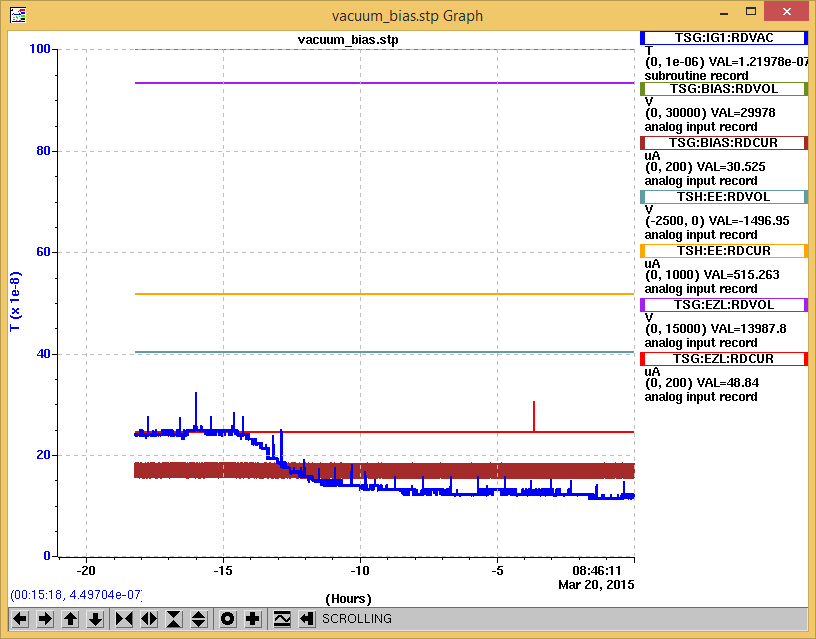 vacuum_bias.stp Graph
vacuum_bias.stp
100
80
60
40
20
0
T (x 1e-8)
-20
-15
-10
-5
08:46:11
Mar 20, 2015
(Hours)
(00:15:18, 4.49704e-07)
TSG:IG1:RDVAC
T
(0, 1e-06) VAL=1.21978e-07
subroutine record
TSG:BIAS:RDVOL
V
(0, 30000) VAL=29978
analog input record
TSG:BIAS:RDCUR
uA
(0, 200) VAL=30.525
analog input record
TSH:EE:RDVOL
V
(-2500, 0) VAL=-1496.95
analog input record
TSH:EE:RDCUR
uA
(0, 1000) VAL=515.263
analog input record
TSG:EZL:RDVOL
V
(0, 15000) VAL=13987.8
analog input record
TSG:EZL:RDCUR
uA
(0, 200) VAL=48.84
analog input record
SCROLLING